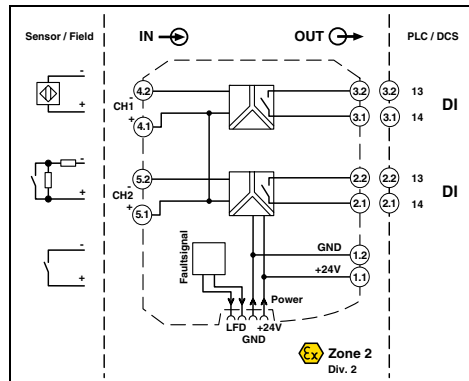 Sensor / Field
IN
OUT
PLC / DCS
-
+
4.2
-
CH1
+
4.1
3.2
3.2
13
3.1
3.1
14
DI
-
+
5.2
-
CH2
+
5.1
2.2
2.2
13
2.1
2.1
14
DI
-
+
Faultsignal
GND
1.2
+24V
1.1
Power
LFD
+24V
GND
Ex
Zone 2
Div. 2